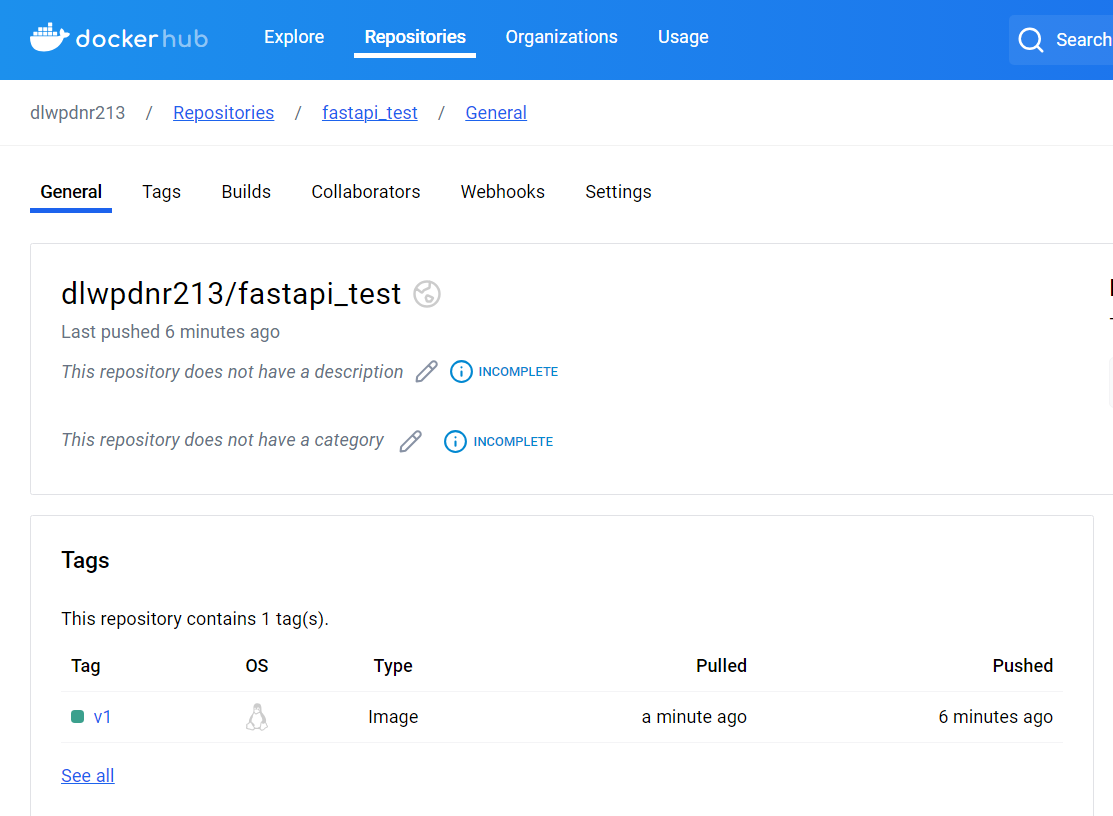 dockerhub Explore Repositories Organizations Usage Search
dlwpdnr213 / Repositories / fastapi_test / General
General Tags Builds Collaborators Webhooks Settings
dlwpdnr213/fastapi_test
Last pushed 6 minutes ago
This repository does not have a description INCOMPLETE
This repository does not have a category INCOMPLETE
Tags
This repository contains 1 tag(s).
Tag OS Type Pulled Pushed
v1 Image a minute ago 6 minutes ago
See all